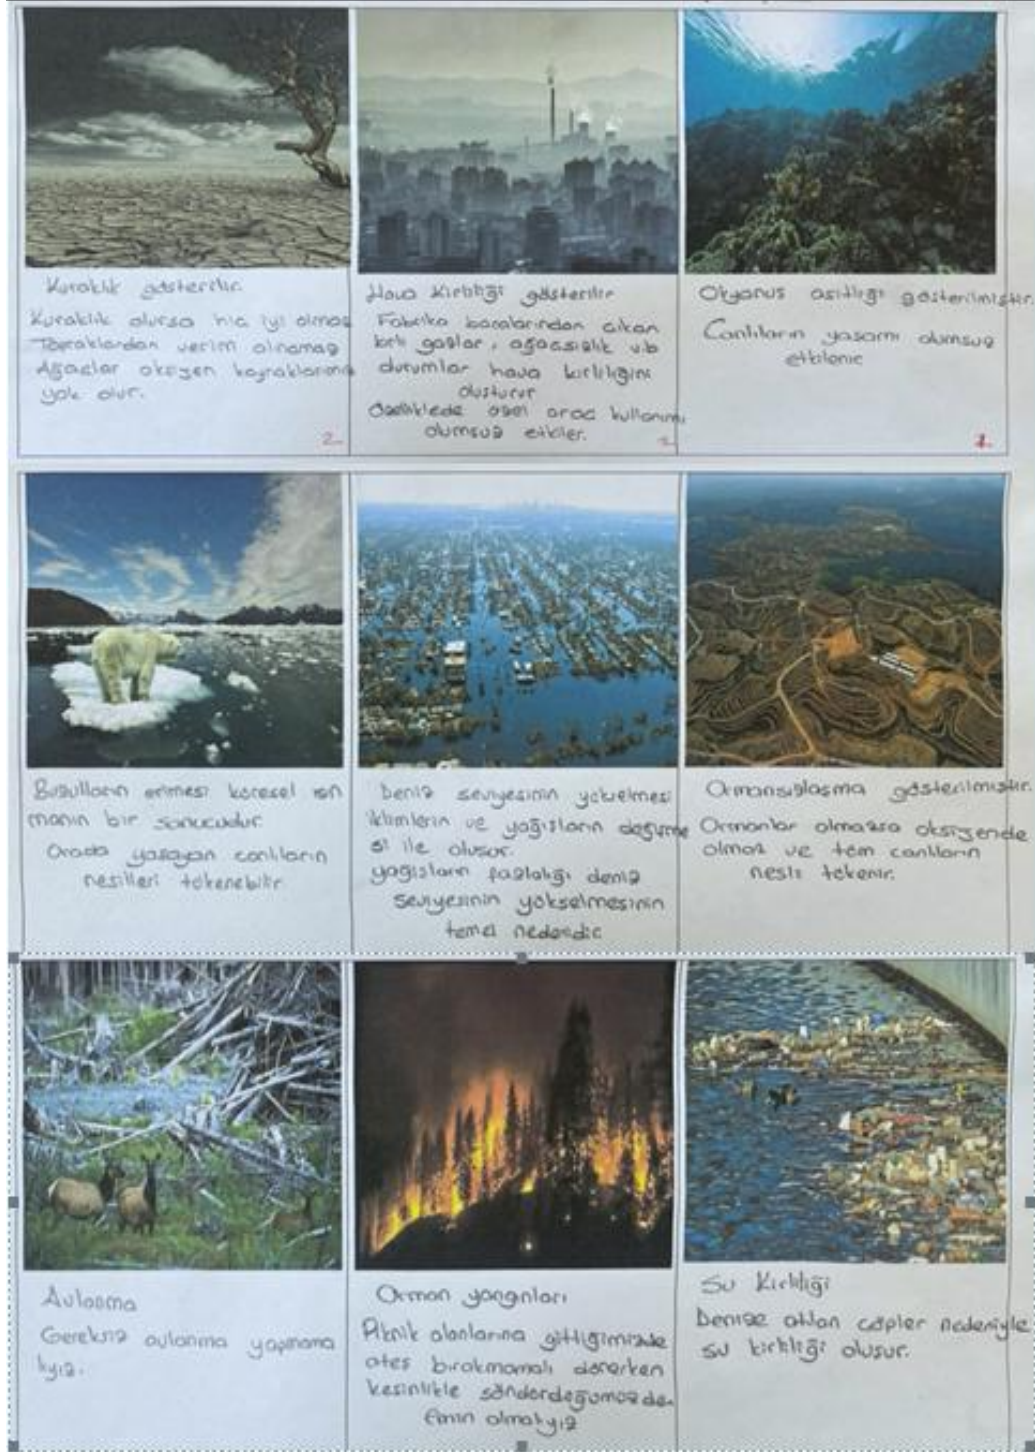 Kuraklık gösterilir.
Kuraklık olursa hiç iyi olmaz
Topraklardan verim alınamaz
Ağaçlar oksijen kaynaklarımız
yok olur.
2
Hava Kirliliği gösterilir
Fabrika bacalarından çıkan
kirli gazlar, ağaçsızlık v.b
durumlar hava kirliliğini
oluşturur
Özelliklede özel araç kullanımı
olumsuz etkiler.
2
Okyanus asitliği gösterilmiştir.
Canlıların yaşamı olumsuz
etkilenir
1
Buzulların erimesi küresel ısın
manın bir sonucudur.
Orada yaşayan canlıların
nesilleri tükenebilir.
Deniz seviyesinin yükselmesi
iklimlerin ve yağışların değişme
si ile oluşur.
yağışların fazlalığı deniz
seviyesinin yükselmesinin
temel nedenidir
Ormansızlaşma gösterilmiştir.
Ormanlar olmazsa oksijende
olmaz ve tüm canlıların
nesli tükenir.
Avlanma
Gereksiz avlanma yapmama
lıyız.
Orman yangınları
Piknik alanlarına gittiğimizde
ateş bırakmamalı dönerken
kesinlikle söndürdüğümüzden
Emin olmalıyız
Su Kirliliği
Denize atılan çöpler nedeniyle
su kirliliği oluşur.